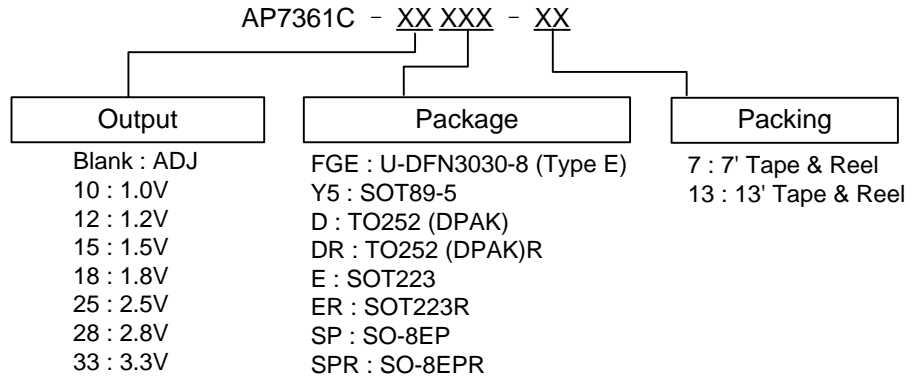 AP7361C – XX XXX – XX
Output
Blank : ADJ
10 : 1.0V
12 : 1.2V
15 : 1.5V
18 : 1.8V
25 : 2.5V
28 : 2.8V
33 : 3.3V
Package
FGE : U-DFN3030-8 (Type E)
Y5 : SOT89-5
D : TO252 (DPAK)
DR : TO252 (DPAK)R
E : SOT223
ER : SOT223R
SP : SO-8EP
SPR : SO-8EPR
Packing
7 : 7' Tape & Reel
13 : 13' Tape & Reel